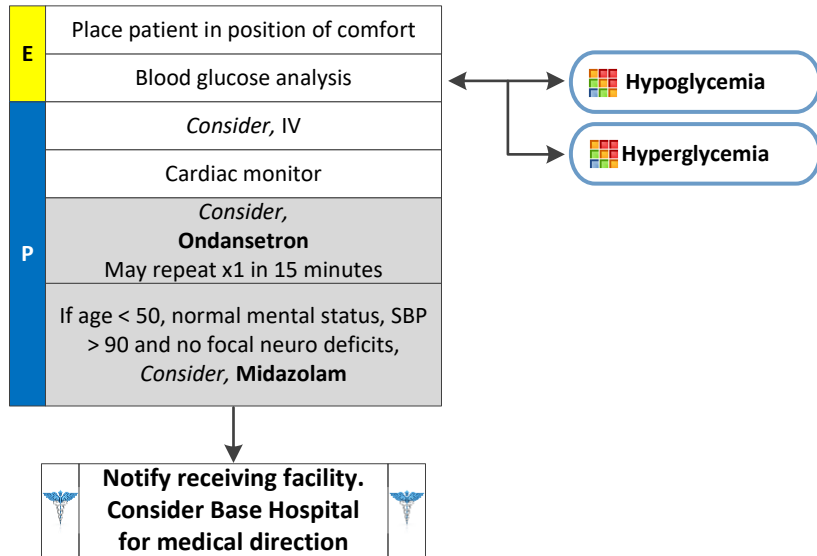 E
Place patient in position of comfort
Blood glucose analysis
Hypoglycemia
Hyperglycemia
P
Consider, IV
Cardiac monitor
Consider,
Ondansetron
May repeat x1 in 15 minutes
If age < 50, normal mental status, SBP
> 90 and no focal neuro deficits,
Consider, Midazolam
Notify receiving facility.
Consider Base Hospital
for medical direction